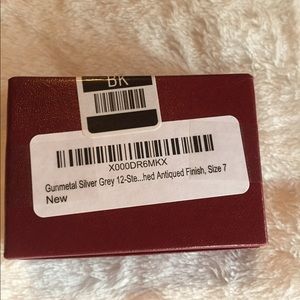 BK
X000DR6MKX
Gunmetal Silver Grey 12-Ste...hed Antiqued Finish, Size 7
New